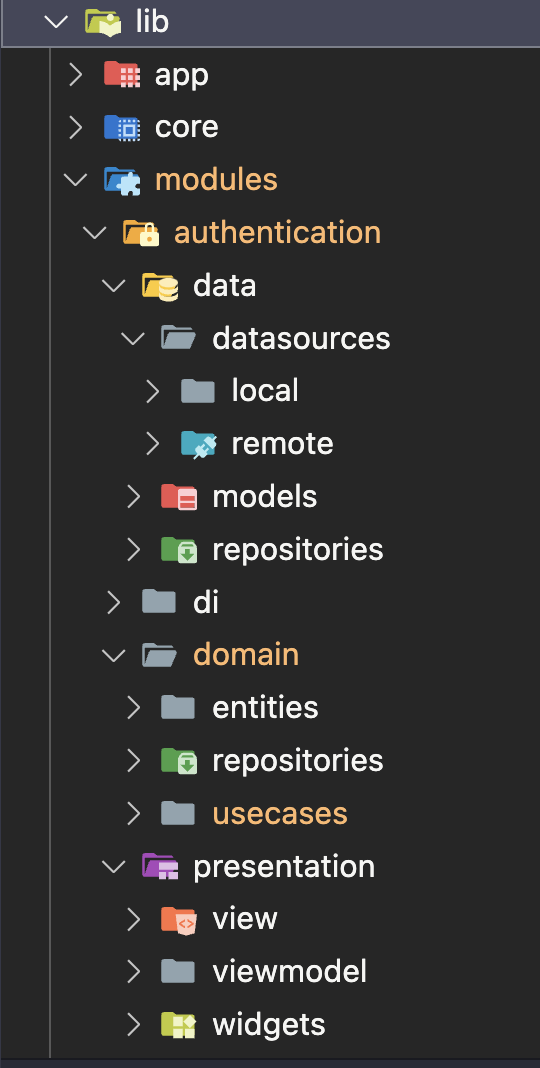 lib
app
core
modules
authentication
data
datasources
local
remote
models
repositories
di
domain
entities
repositories
usecases
presentation
view
viewmodel
widgets